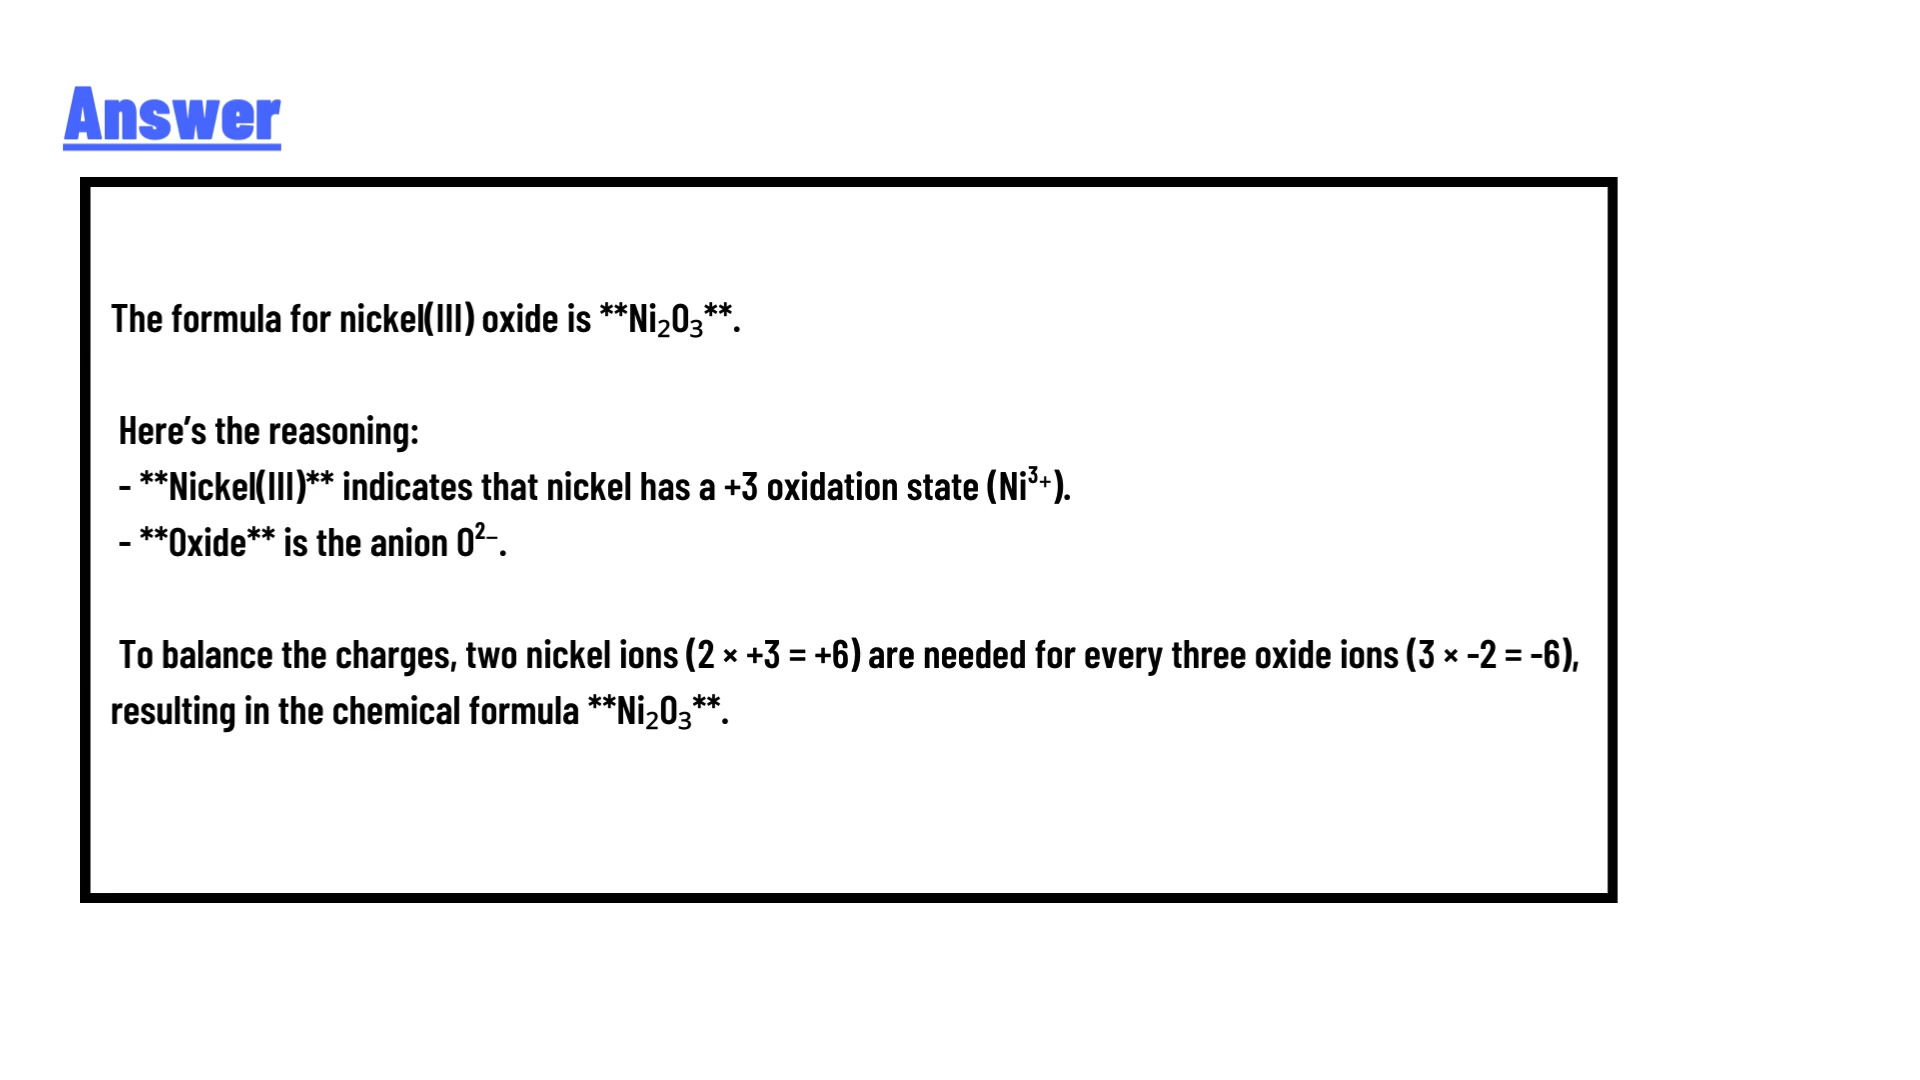 Answer
The formula for nickel(III) oxide is **Ni₂O₃**.
Here’s the reasoning:
- **Nickel(III)** indicates that nickel has a +3 oxidation state (Ni³⁺).
- **Oxide** is the anion O²⁻.
To balance the charges, two nickel ions (2 × +3 = +6) are needed for every three oxide ions (3 × -2 = -6),
resulting in the chemical formula **Ni₂O₃**.